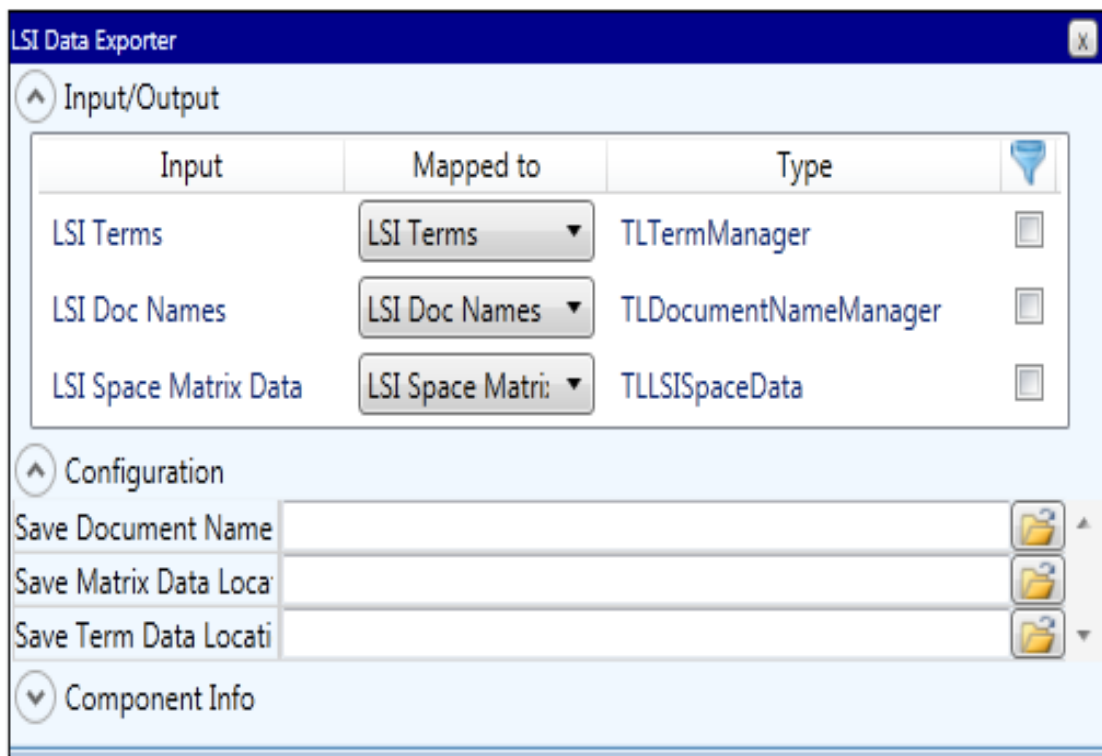 LSI Data Exporter X
Input/Output
Input Mapped to Type
LSI Terms LSI Terms TLTermManager
LSI Doc Names LSI Doc Names TLDocumentNameManager
LSI Space Matrix Data LSI Space Matri TLLSISpaceData
Configuration
Save Document Name
Save Matrix Data Loca
Save Term Data Locati
Component Info